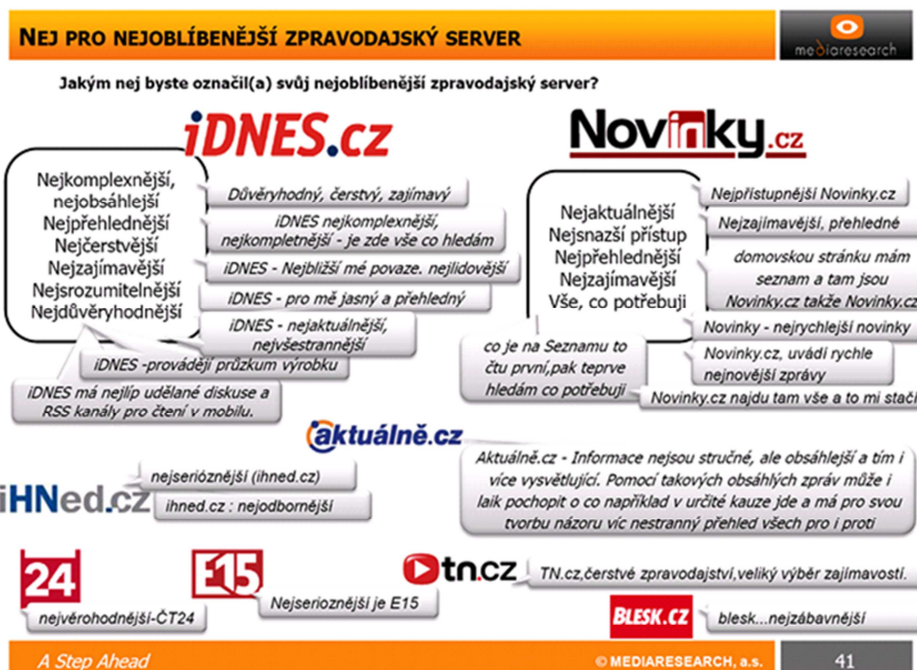 NEJ PRO NEJOBLÍBENĚJŠÍ ZPRAVODAJSKÝ SERVER
mediaresearch
Jakým nej byste označil(a) svůj nejoblíbenější zpravodajský server?
iDNES.cz
Nejkomplexnější,
nejobsáhlejší
Nejpřehlednější
Nejčerstvější
Nejzajímavější
Nejsrozumitelnější
Nejdůvěryhodnější
Důvěryhodný, čerstvý, zajímavý
iDNES nejkomplexnější,
nejkompletnější - je zde vše co hledám
iDNES - Nejbližší mé povaze. nejlidovější
iDNES - pro mě jasný a přehledný
iDNES - nejaktuálnější,
nejvšestrannější
iDNES -provádějí průzkum výrobku
iDNES má nejlíp udělané diskuse a
RSS kanály pro čtení v mobilu.
Novinky.cz
Nejaktuálnější
Nejsnazší přístup
Nejpřehlednější
Nejzajímavější
Vše, co potřebuji
Nejpřístupnější Novinky.cz
Nejzajímavější, přehledné
domovskou stránku mám
seznam a tam jsou
Novinky.cz takže Novinky.cz
Novinky - nejrychlejší novinky
Novinky.cz, uvádí rychle
nejnovější zprávy
Novinky.cz najdu tam vše a to mi stačí
co je na Seznamu to
čtu první,pak teprve
hledám co potřebuji
aktuálně.cz
Aktuálně.cz - Informace nejsou stručné, ale obsáhlejší a tím i
více vysvětlující. Pomocí takových obsáhlých zpráv může i
laik pochopit o co například v určité kauze jde a má pro svou
tvorbu názoru víc nestranný přehled všech pro i proti
iHNed.cz
nejserióznější (ihned.cz)
ihned.cz : nejodbornější
24
nejvěrohodnější-ČT24
E15
Nejserioznější je E15
tn.cz
TN.cz,čerstvé zpravodajství,veliký výběr zajímavostí.
BLESK.CZ
blesk...nejzábavnější
A Step Ahead
© MEDIARESEARCH, a.s.
41